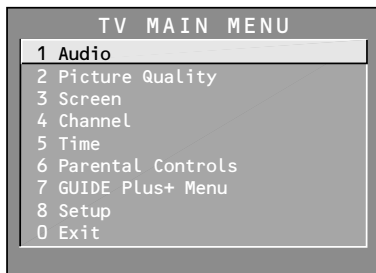 TV MAIN MENU
1 Audio
2 Picture Quality
3 Screen
4 Channel
5 Time
6 Parental Controls
7 GUIDE Plus+ Menu
8 Setup
0 Exit